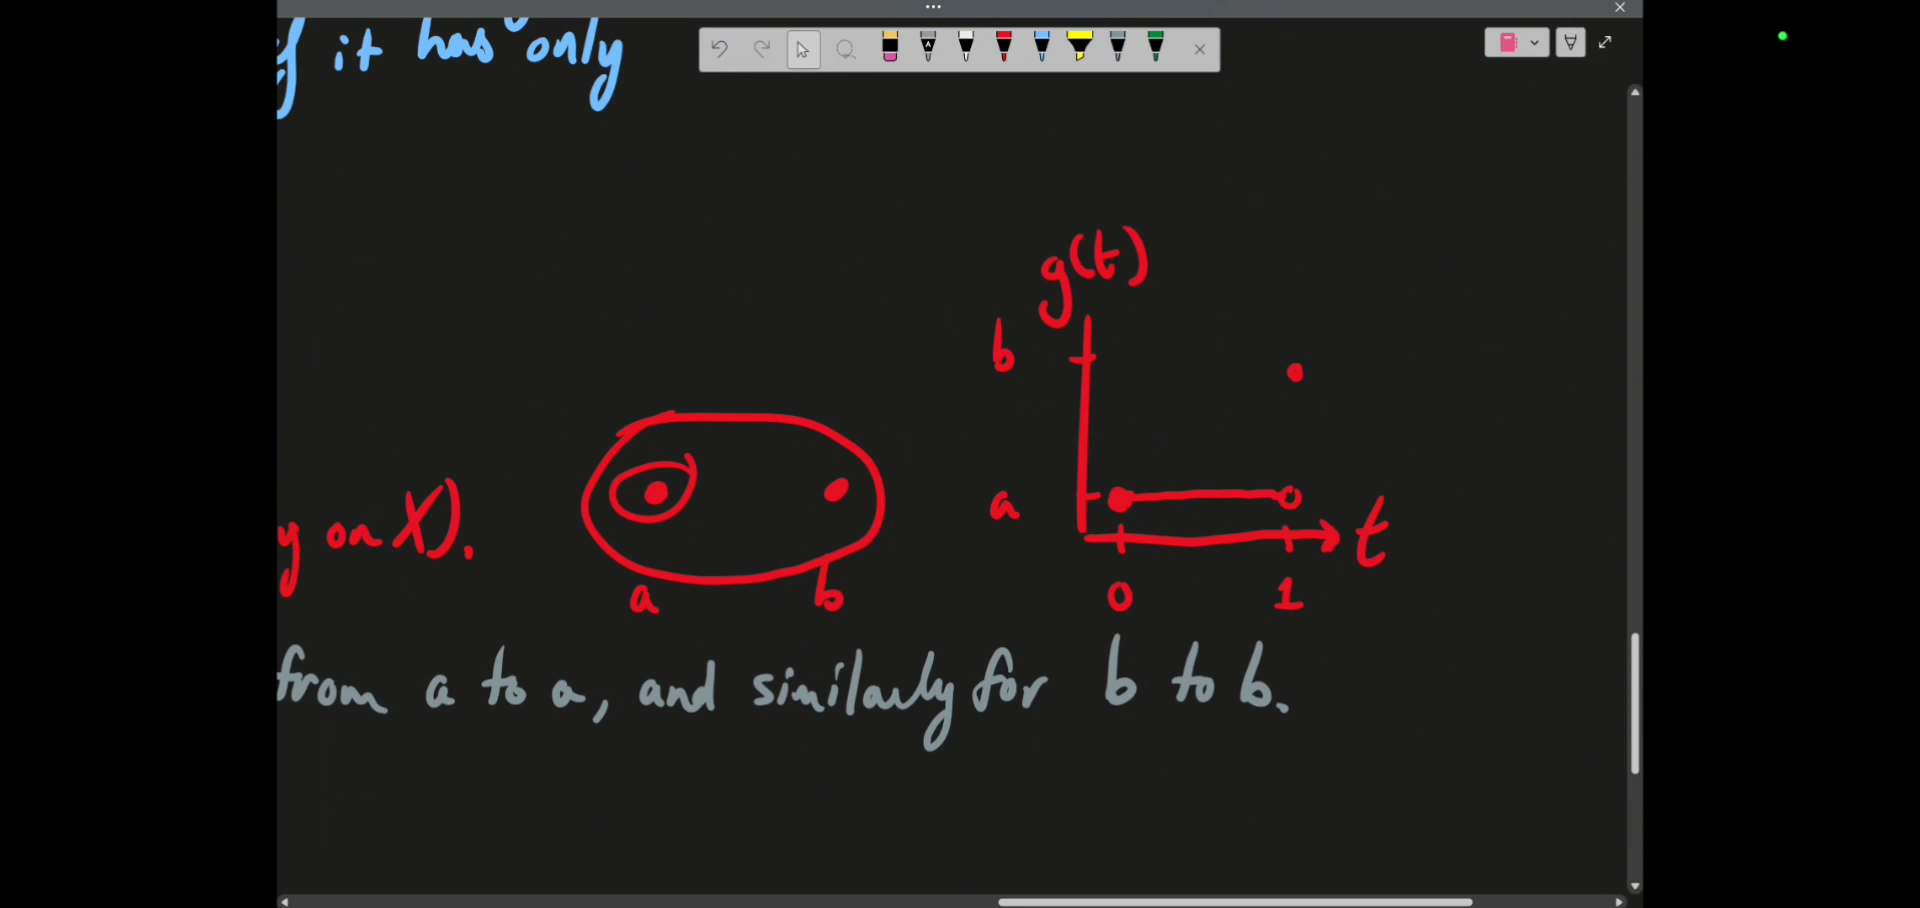 it has only
g(t)
b
a
t
0 1
on X).
a b
from a to a, and similarly for b to b.